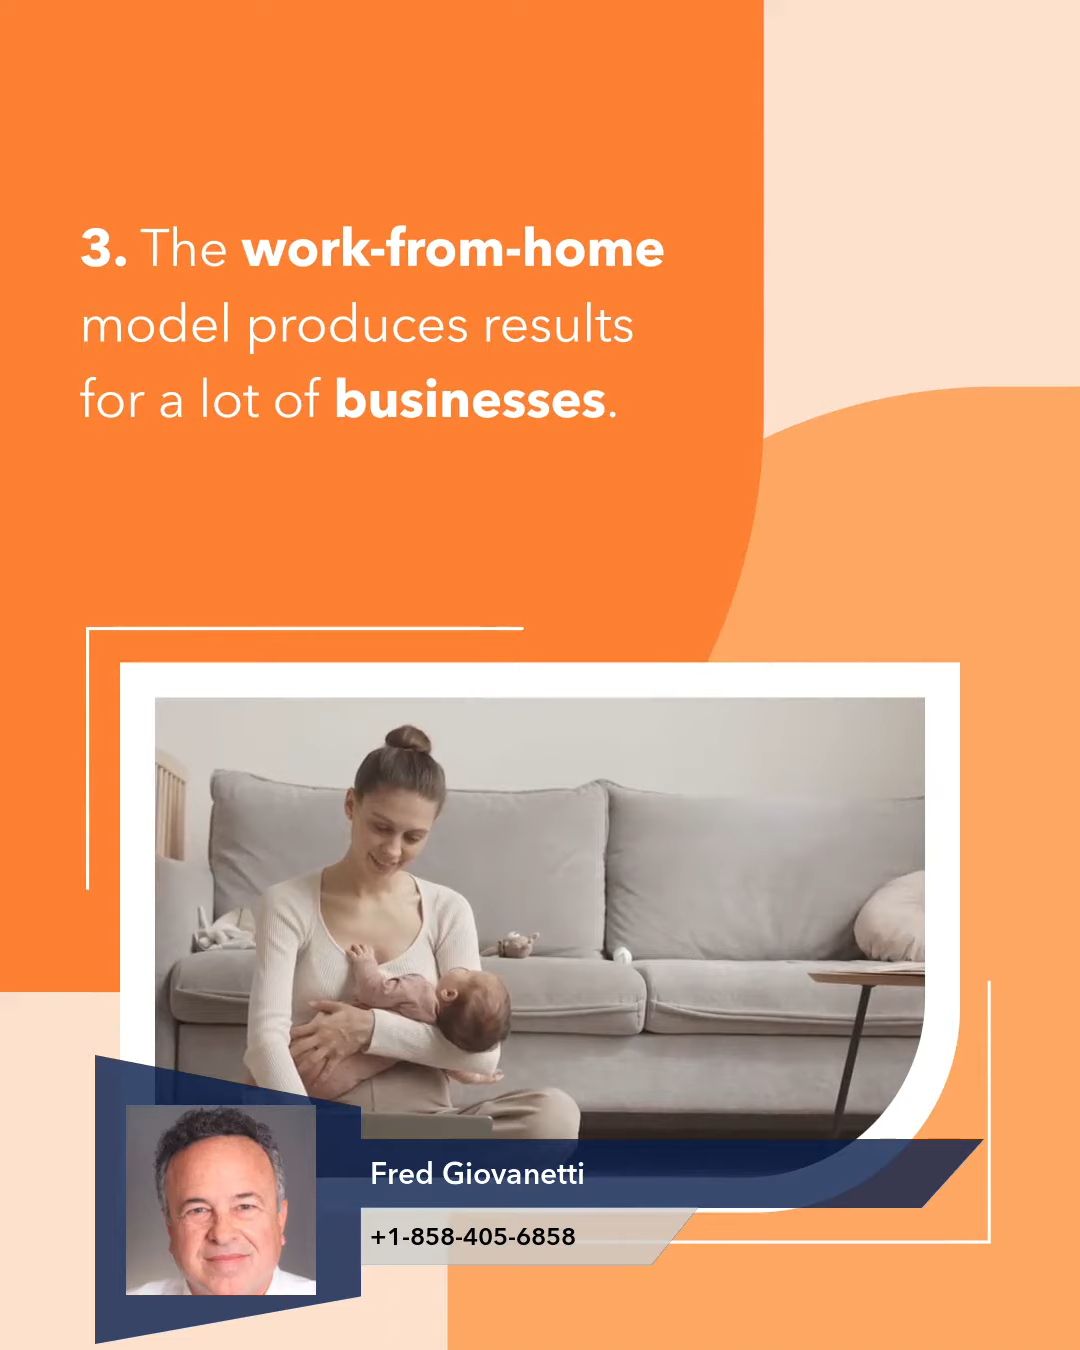 3. The work-from-home
model produces results
for a lot of businesses.
Fred Giovanetti
+1-858-405-6858